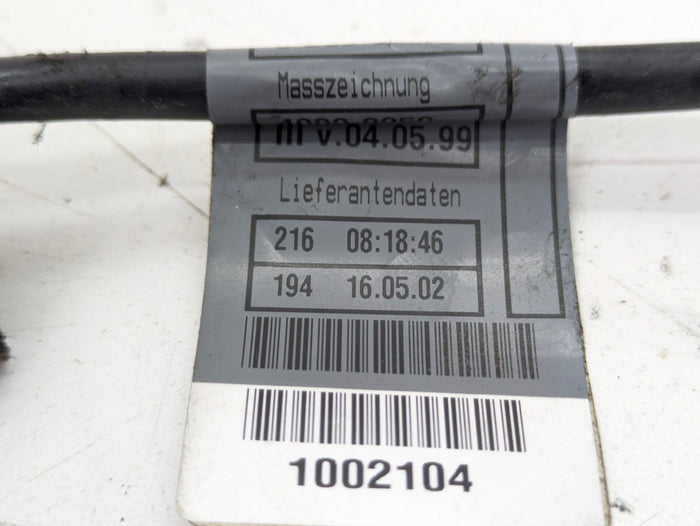 Masszeichnung
v.04.05.99
Lieferantendaten
216 08:18:46
194 16.05.02
1002104